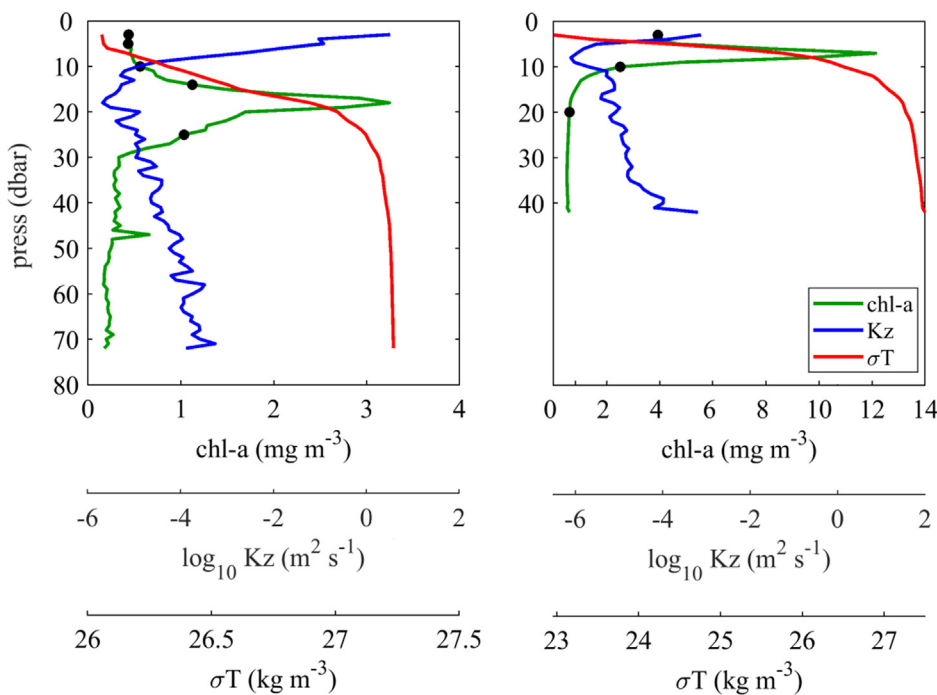 press (dbar)
0
10
20
30
40
50
60
70
80
0 1 2 3 4
chl-a (mg m⁻³)
-6 -4 -2 0 2
log₁₀ Kz (m² s⁻¹)
26 26.5 27 27.5
σT (kg m⁻³)
0
10
20
30
40
chl-a
Kz
σT
0 2 4 6 8 10 12 14
chl-a (mg m⁻³)
-6 -4 -2 0 2
log₁₀ Kz (m² s⁻¹)
23 24 25 26 27
σT (kg m⁻³)